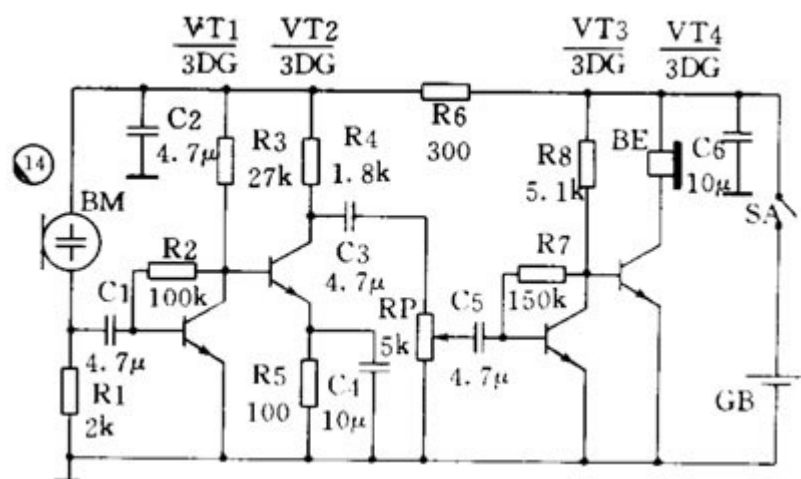 VT1
3DG
VT2
3DG
VT3
3DG
VT4
3DG
C2
4.7μ
R3
27k
R4
1.8k
R6
300
R8
5.1k
BE
C6
10μ
14
BM
SA
R2
100k
C3
4.7μ
R7
150k
C1
4.7μ
RP
5k
C5
4.7μ
R1
2k
R5
100
C4
10μ
GB